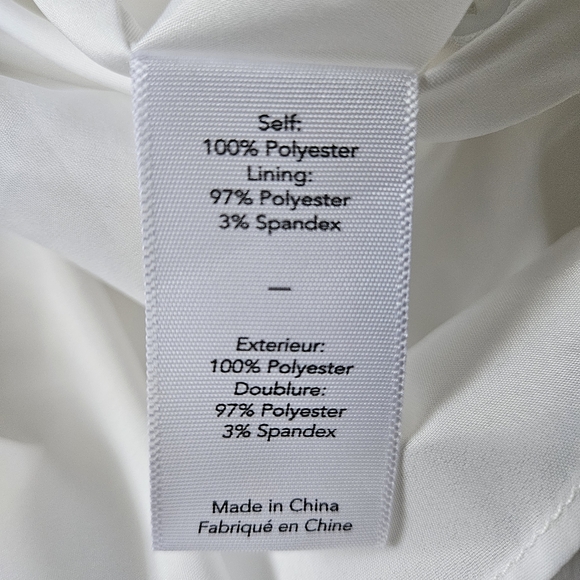 Self:
100% Polyester
Lining:
97% Polyester
3% Spandex
—
Exterieur:
100% Polyester
Doublure:
97% Polyester
3% Spandex
Made in China
Fabriqué en Chine